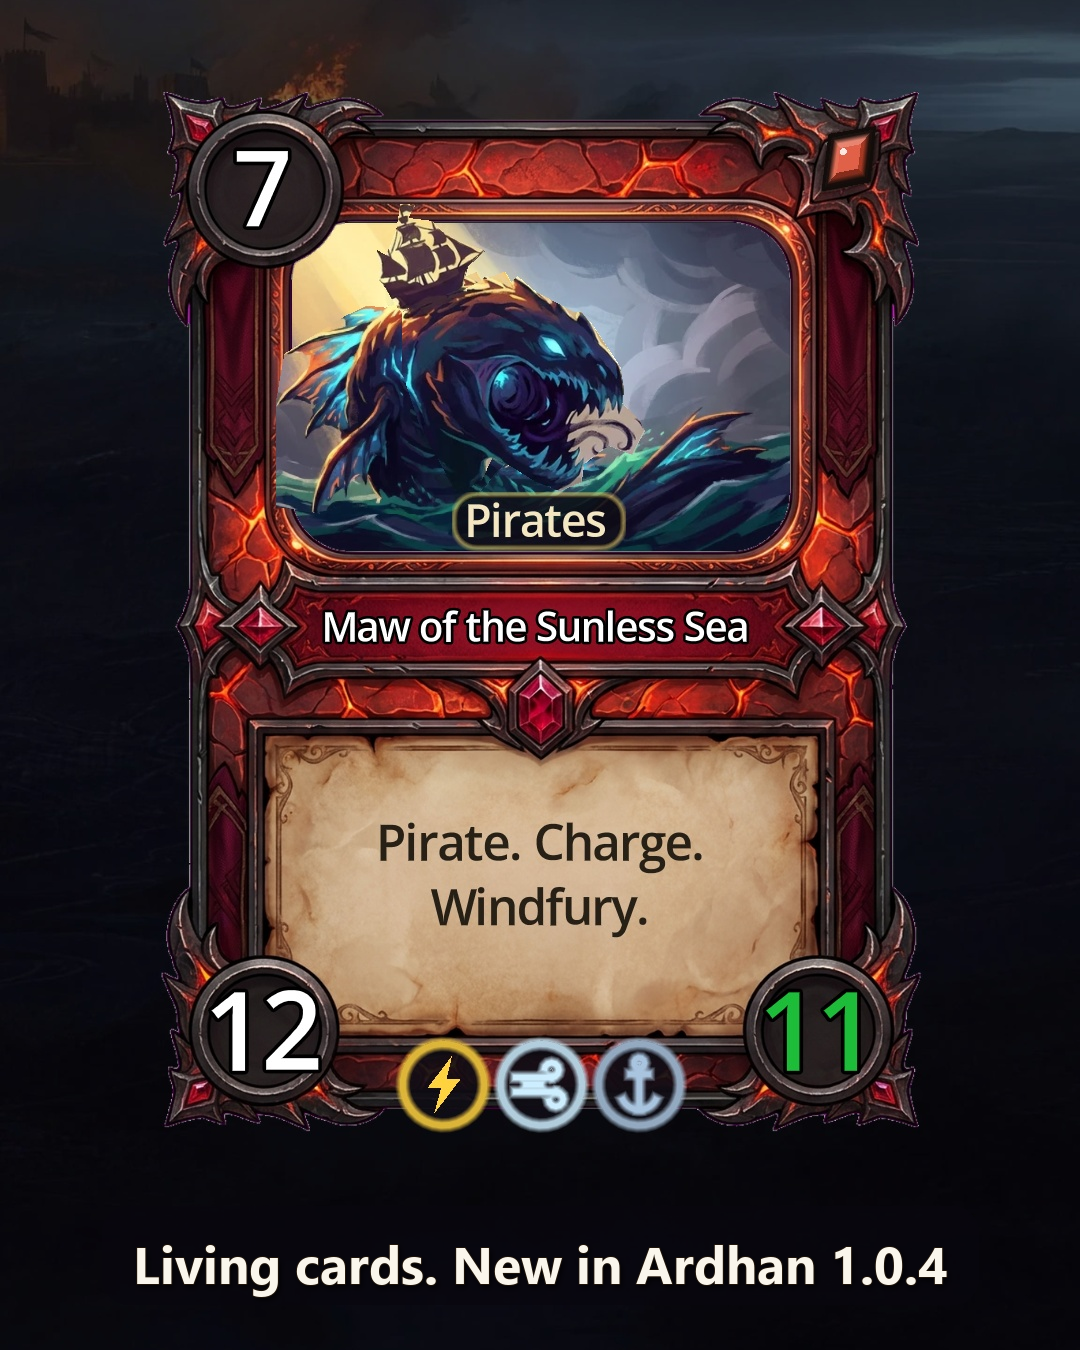 7
Pirates
Maw of the Sunless Sea
Pirate. Charge.
Windfury.
12
11
Living cards. New in Ardhan 1.0.4